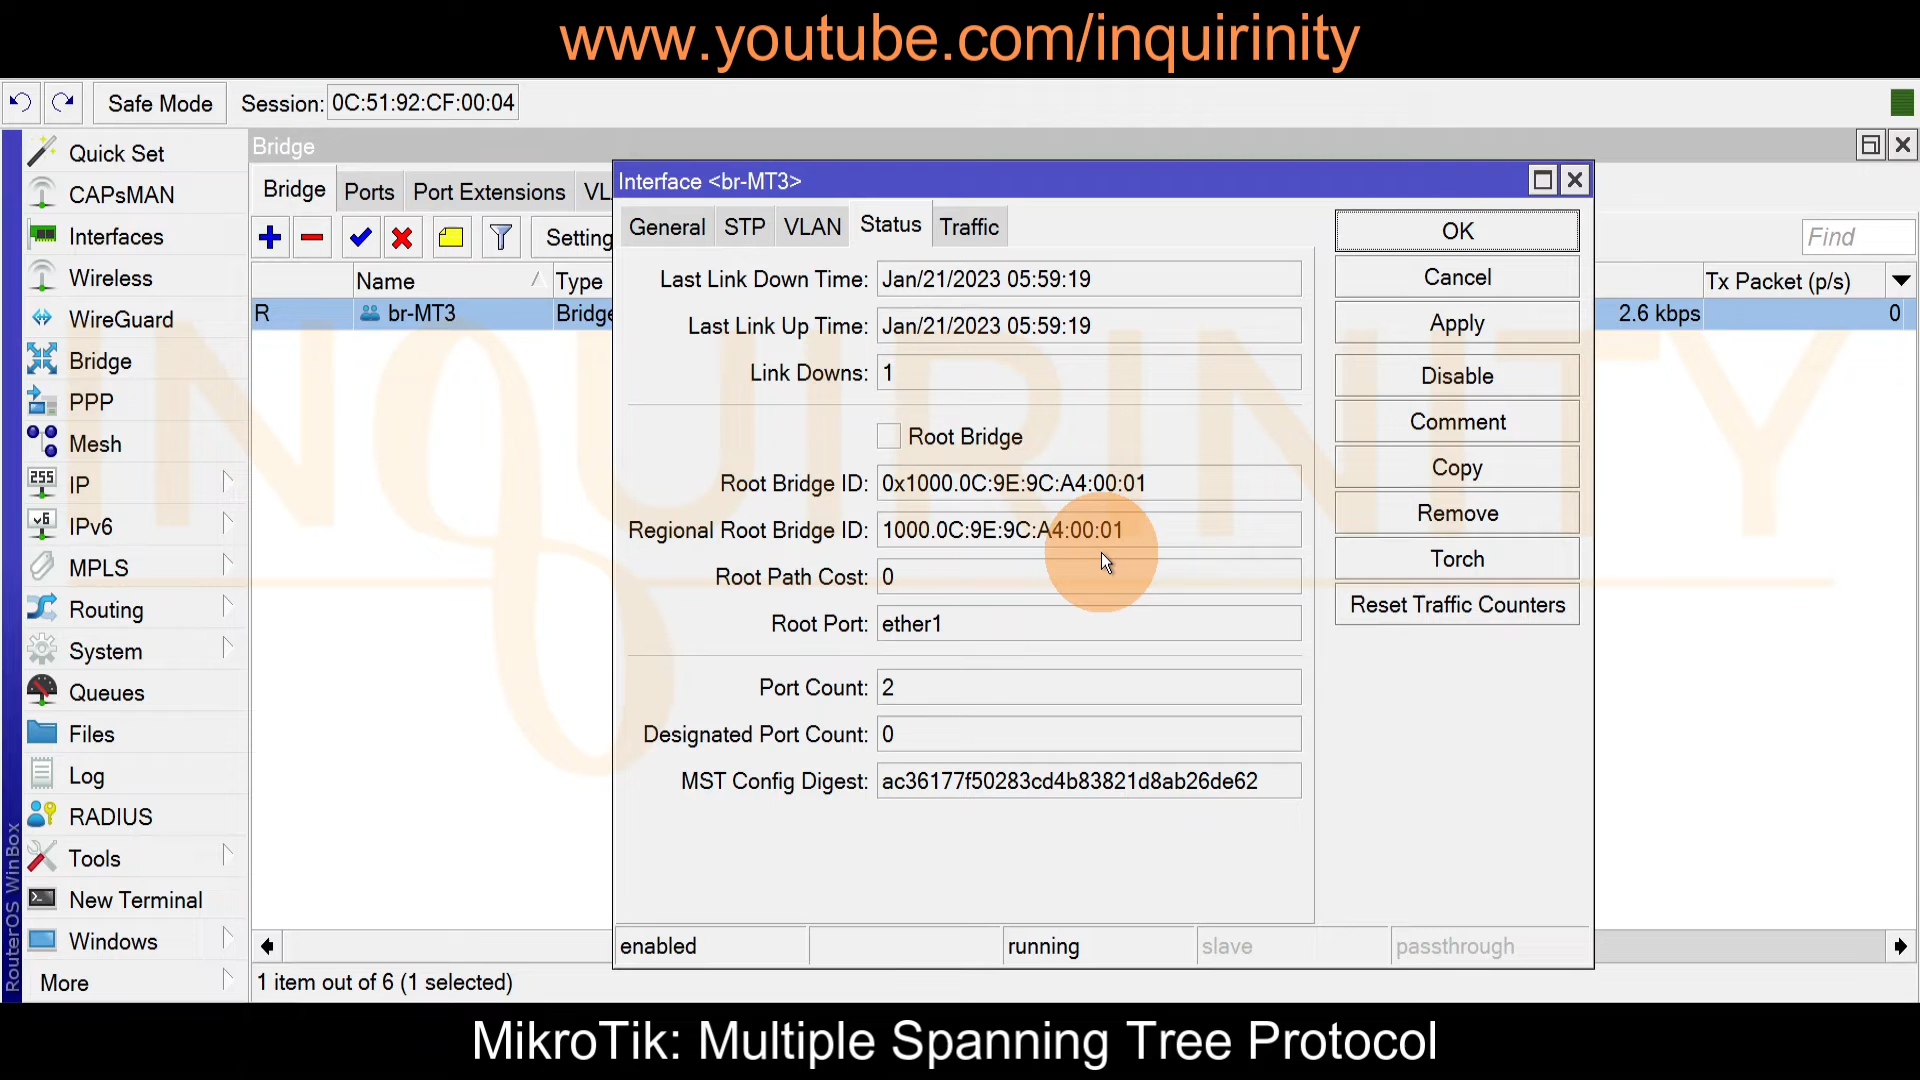 www.youtube.com/inquirinity
Safe Mode Session: 0C:51:92:CF:00:04
Quick Set
CAPsMAN
Interfaces
Wireless
WireGuard
Bridge
PPP
Mesh
IP
IPv6
MPLS
Routing
System
Queues
Files
Log
RADIUS
Tools
New Terminal
Windows
More
RouterOS WinBox
Bridge
Bridge Ports Port Extensions VL
Setting
Find
Name Type Tx Packet (p/s)
R br-MT3 Bridge 2.6 kbps 0
1 item out of 6 (1 selected)
Interface <br-MT3>
General STP VLAN Status Traffic
Last Link Down Time: Jan/21/2023 05:59:19
Last Link Up Time: Jan/21/2023 05:59:19
Link Downs: 1
Root Bridge
Root Bridge ID: 0x1000.0C:9E:9C:A4:00:01
Regional Root Bridge ID: 1000.0C:9E:9C:A4:00:01
Root Path Cost: 0
Root Port: ether1
Port Count: 2
Designated Port Count: 0
MST Config Digest: ac36177f50283cd4b83821d8ab26de62
enabled running slave passthrough
OK
Cancel
Apply
Disable
Comment
Copy
Remove
Torch
Reset Traffic Counters
INQUIRINITY
MikroTik: Multiple Spanning Tree Protocol